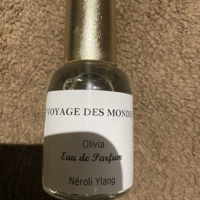 VOYAGE DES MONDE
Olivia
Eau de Parfum
Néroli Ylang